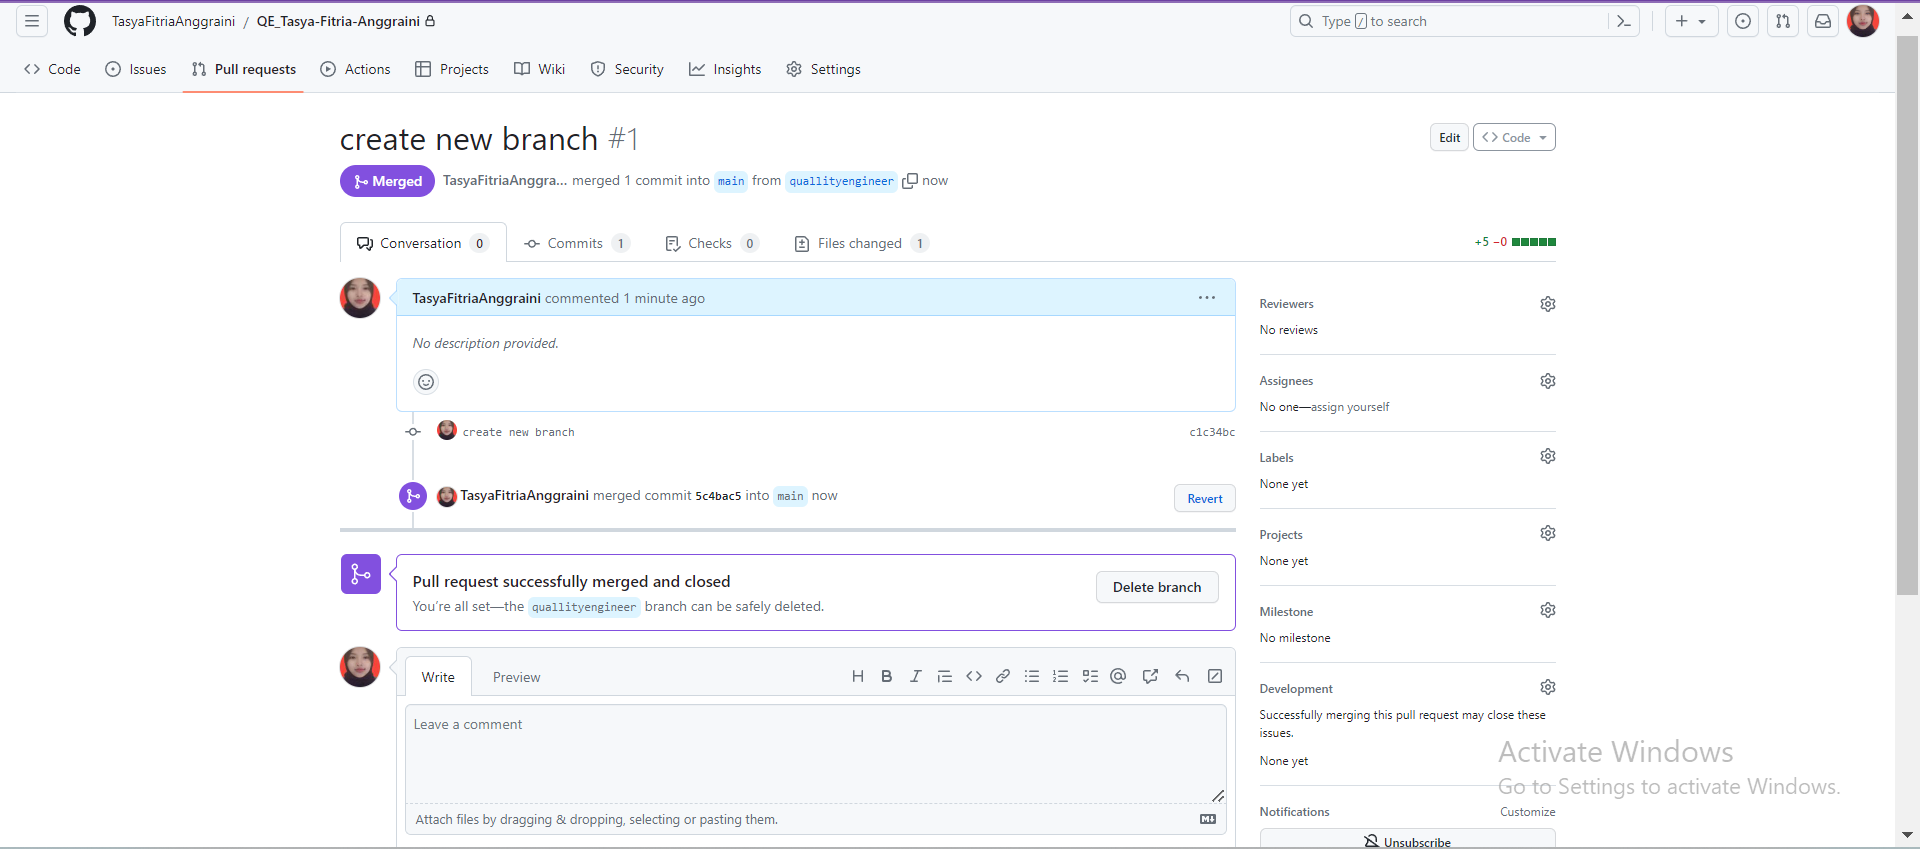 TasyaFitriaAnggraini / QE_Tasya-Fitria-Anggraini
Type / to search
Code Issues Pull requests Actions Projects Wiki Security Insights Settings
create new branch #1
Edit
Code
Merged
TasyaFitriaAnggra... merged 1 commit into main from quallityengineer now
Conversation 0
Commits 1
Checks 0
Files changed 1
+5 −0
TasyaFitriaAnggraini commented 1 minute ago
No description provided.
create new branch
c1c34bc
TasyaFitriaAnggraini merged commit 5c4bac5 into main now
Revert
Pull request successfully merged and closed
You're all set—the quallityengineer branch can be safely deleted.
Delete branch
Write
Preview
Leave a comment
Attach files by dragging & dropping, selecting or pasting them.
Reviewers
No reviews
Assignees
No one—assign yourself
Labels
None yet
Projects
None yet
Milestone
No milestone
Development
Successfully merging this pull request may close these
issues.
None yet
Notifications
Customize
Unsubscribe
Activate Windows
Go to Settings to activate Windows.